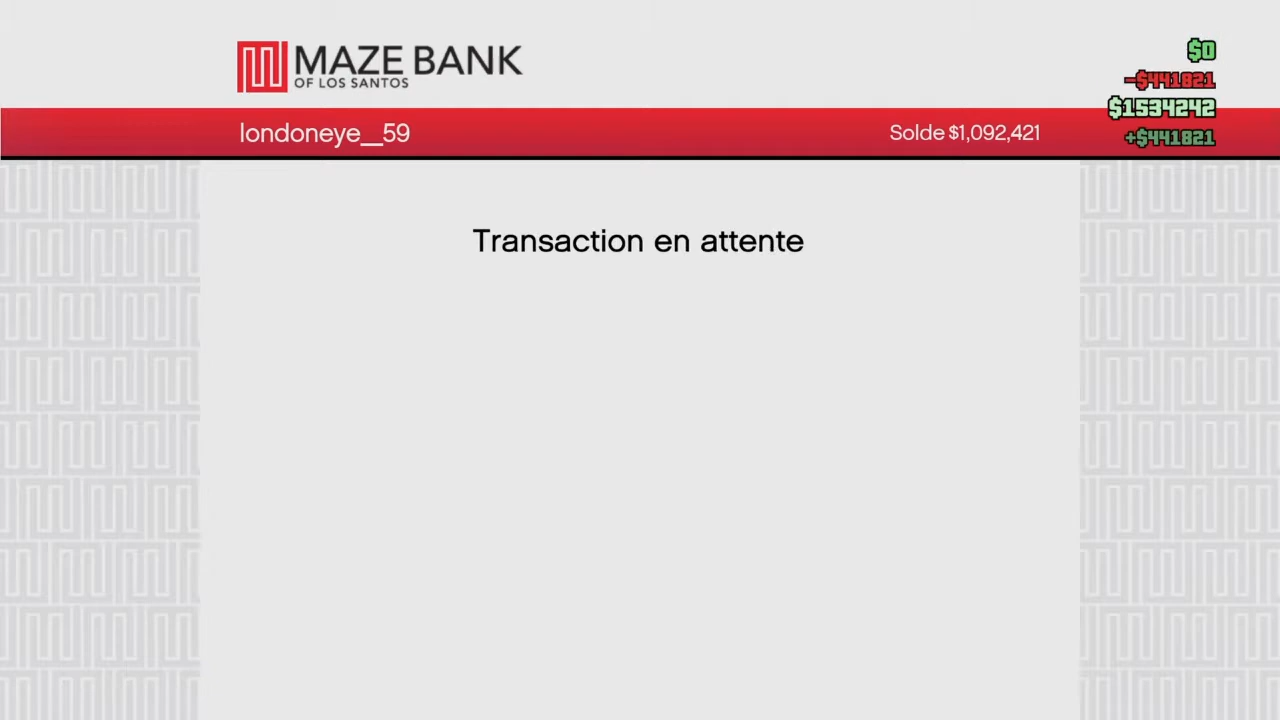 MAZE BANK
OF LOS SANTOS
$0
-$441821
londoneye__59
Solde $1,092,421
$1534242
+$441821
Transaction en attente